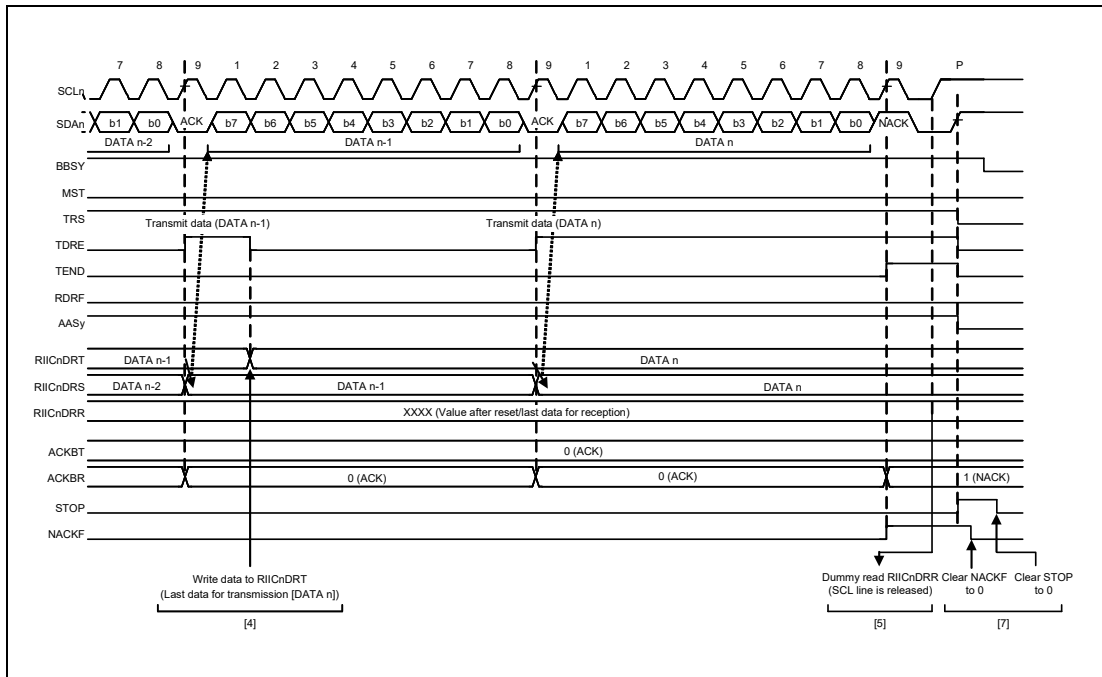 7 8 9 1 2 3 4 5 6 7 8 9 1 2 3 4 5 6 7 8 9 P
SCLn
SDAn b1 b0 ACK b7 b6 b5 b4 b3 b2 b1 b0 ACK b7 b6 b5 b4 b3 b2 b1 b0 NACK
DATA n-2 DATA n-1 DATA n
BBSY
MST
TRS
Transmit data (DATA n-1) Transmit data (DATA n)
TDRE
TEND
RDRF
AASy
RIICnDRT DATA n-1 DATA n
RIICnDRS DATA n-2 DATA n-1 DATA n
RIICnDRR XXXX (Value after reset/last data for reception)
ACKBT 0 (ACK)
ACKBR 0 (ACK) 0 (ACK) 1 (NACK)
STOP
NACKF
Write data to RIICnDRT
(Last data for transmission [DATA n])
[4]
Dummy read RIICnDRR
(SCL line is released)
[5]
Clear NACKF
to 0
Clear STOP
to 0
[7]